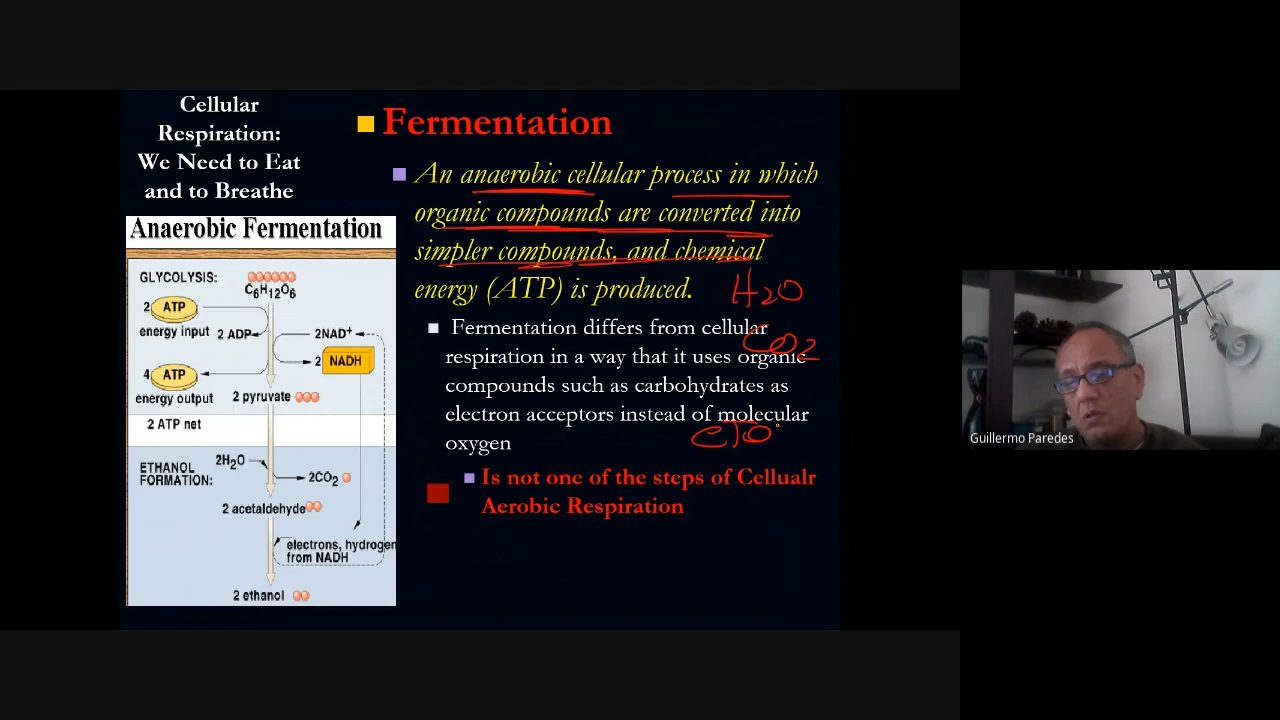 Cellular
Respiration:
We Need to Eat
and to Breathe
Fermentation
An anaerobic cellular process in which
organic compounds are converted into
simpler compounds, and chemical
energy (ATP) is produced.
H2O
CO2
Fermentation differs from cellular
respiration in a way that it uses organic
compounds such as carbohydrates as
electron acceptors instead of molecular
oxygen
Is not one of the steps of Cellualr
Aerobic Respiration
Anaerobic Fermentation
GLYCOLYSIS:
C6H12O6
2 ATP
energy input
2 ADP
2NAD+
2 NADH
4 ATP
energy output
2 pyruvate
2 ATP net
ETHANOL
FORMATION:
2H2O
2CO2
2 acetaldehyde
electrons, hydrogen
from NADH
2 ethanol
Guillermo Paredes